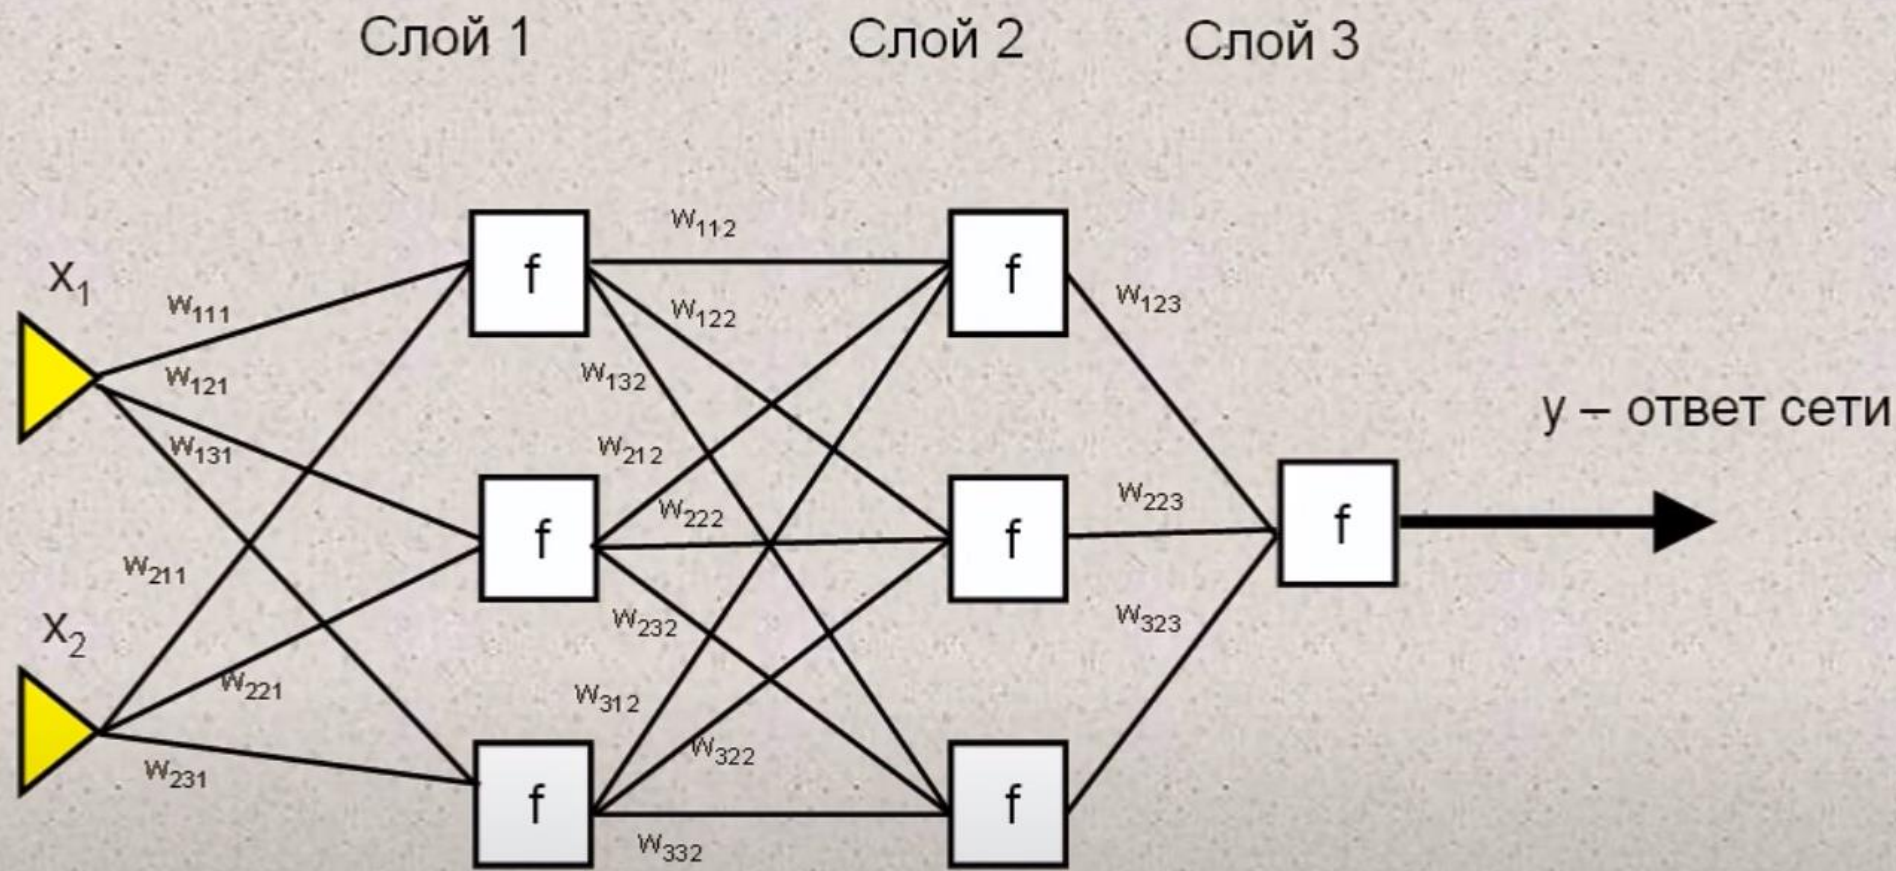 Слой 1
Слой 2
Слой 3
x1
w111
w121
w131
w211
x2
w221
w231
f
f
f
w112
w122
w132
w212
w222
w232
w312
w322
w332
f
f
f
w123
w223
w323
f
y – ответ сети